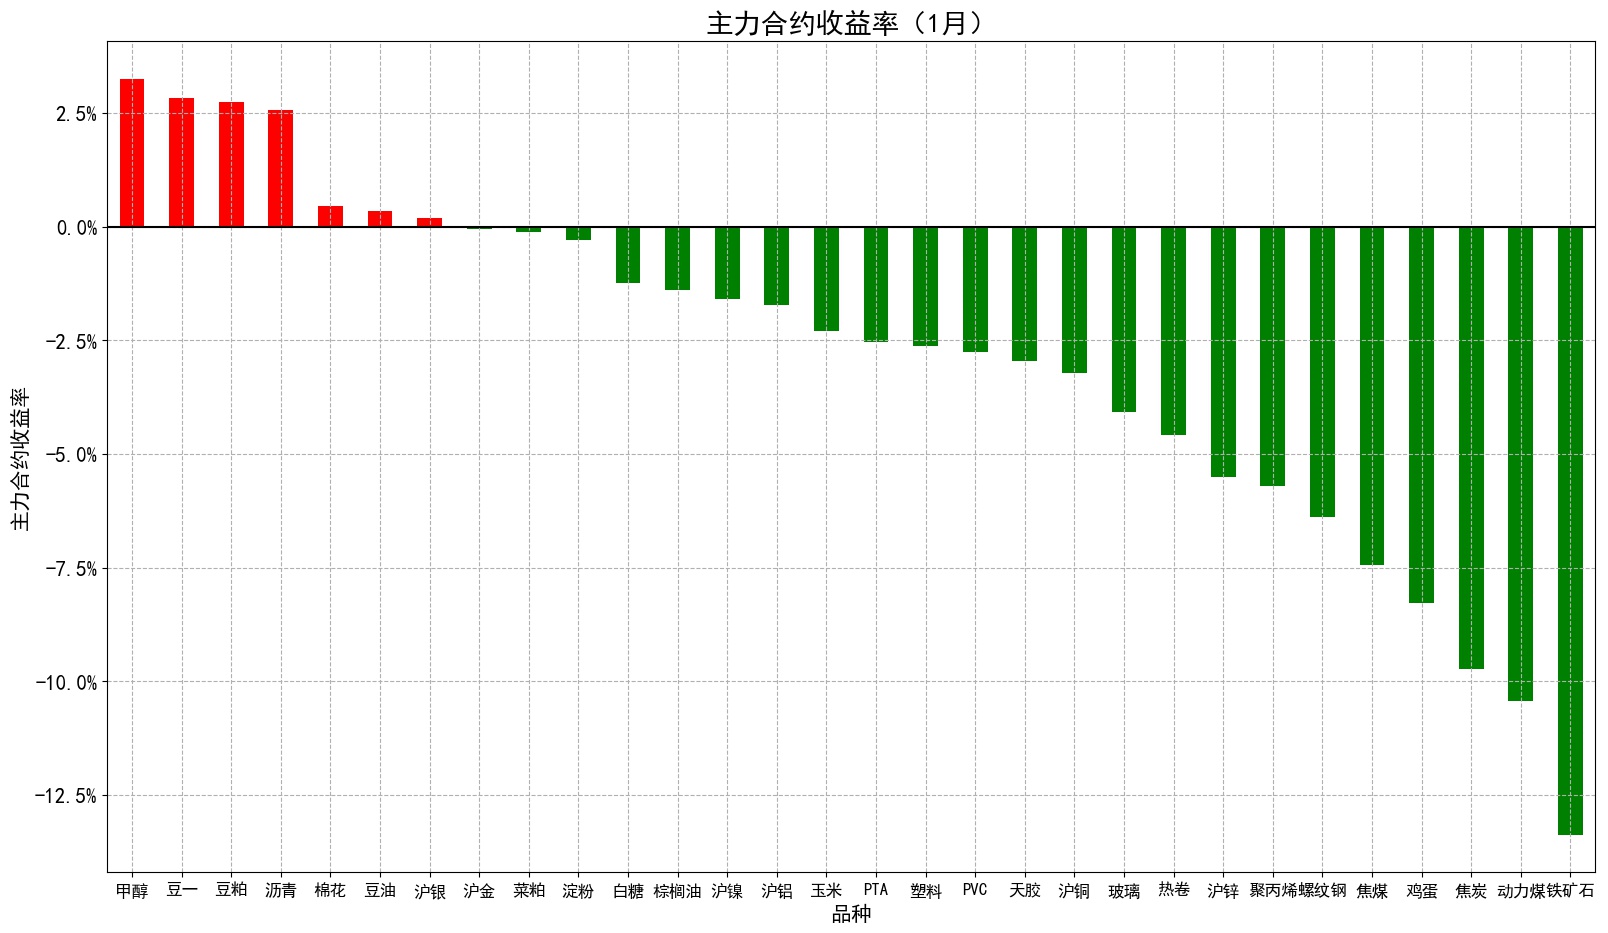 主力合约收益率（1月）
主力合约收益率
2.5%
0.0%
−2.5%
−5.0%
−7.5%
−10.0%
−12.5%
甲醇 豆一 豆粕 沥青 棉花 豆油 沪银 沪金 菜粕 淀粉 白糖 棕榈油 沪镍 沪铝 玉米 PTA 塑料 PVC 天胶 沪铜 玻璃 热卷 沪锌 聚丙烯 螺纹钢 焦煤 鸡蛋 焦炭 动力煤 铁矿石
品种